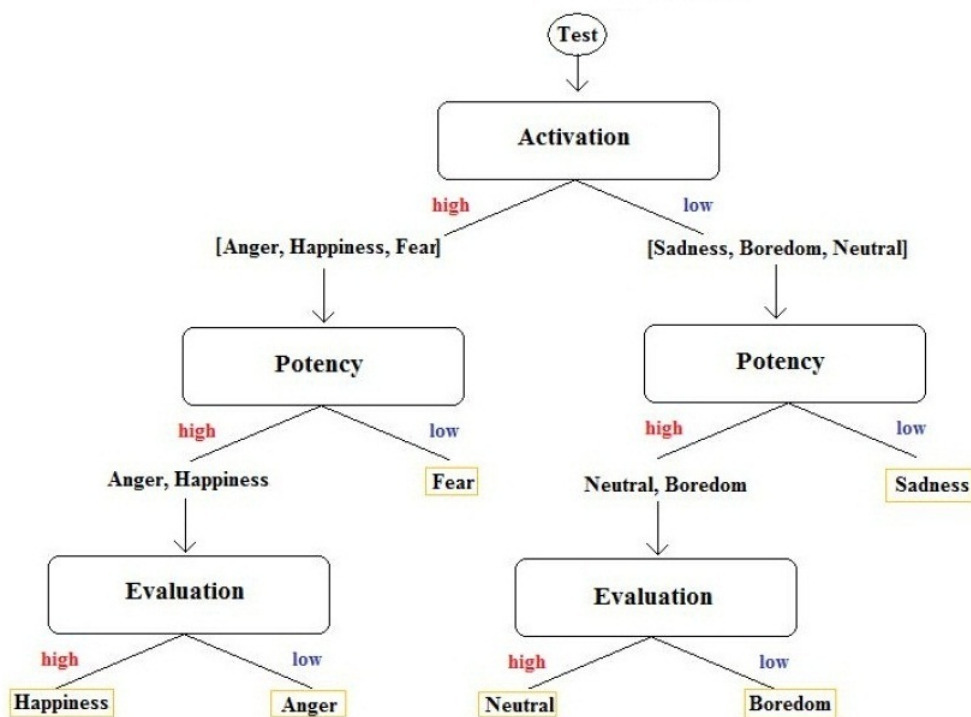 Test
Activation
high
low
[Anger, Happiness, Fear]
[Sadness, Boredom, Neutral]
Potency
Potency
high
low
high
low
Anger, Happiness
Fear
Neutral, Boredom
Sadness
Evaluation
Evaluation
high
low
high
low
Happiness
Anger
Neutral
Boredom